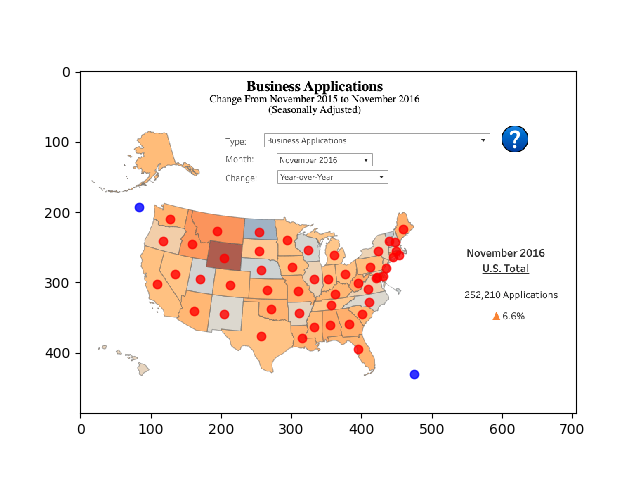 Business Applications
Change From November 2015 to November 2016
(Seasonally Adjusted)
Type: Business Applications
Month: November 2016
Change: Year-over-Year
?
November 2016
U.S. Total
252,210 Applications
6.6%
0
100
200
300
400
0 100 200 300 400 500 600 700